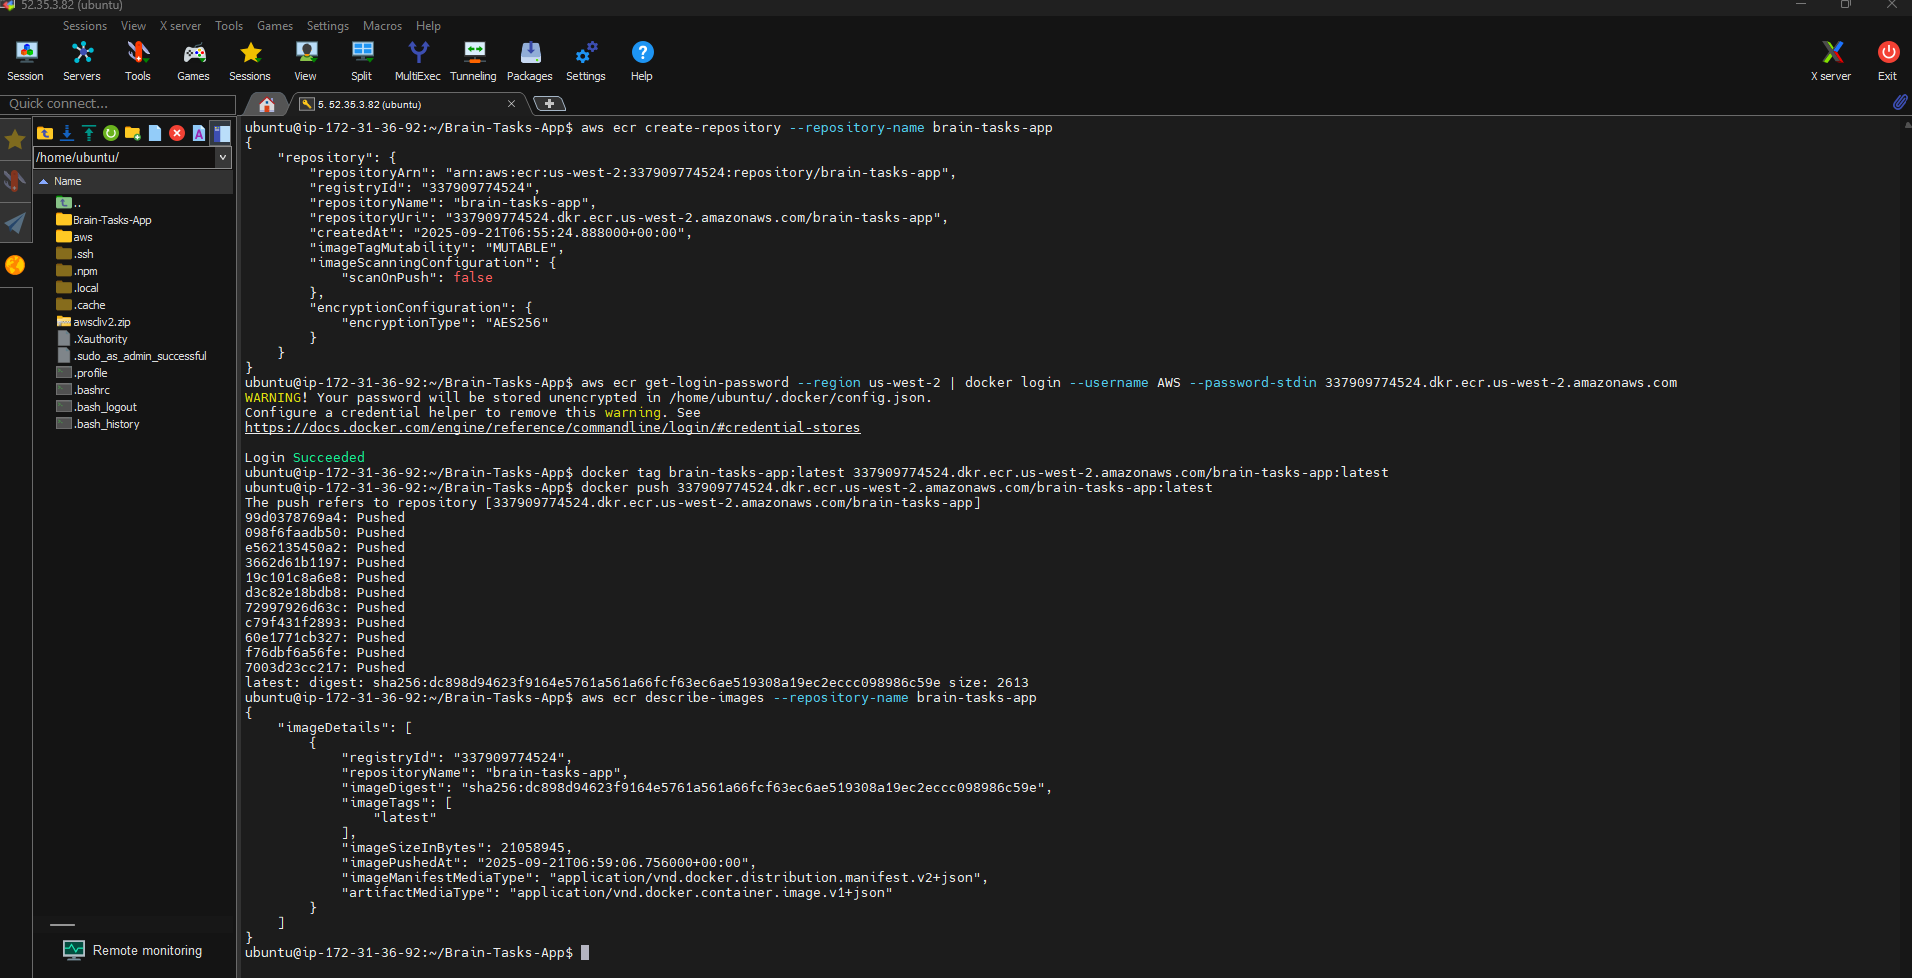 52.35.3.82 (ubuntu)
Sessions View X server Tools Games Settings Macros Help
Session Servers Tools Games Sessions View Split MultiExec Tunneling Packages Settings Help X server Exit
Quick connect...
5. 52.35.3.82 (ubuntu)
/home/ubuntu/
Name
..
Brain-Tasks-App
aws
.ssh
.npm
.local
.cache
awscliv2.zip
.Xauthority
.sudo_as_admin_successful
.profile
.bashrc
.bash_logout
.bash_history
Remote monitoring
ubuntu@ip-172-31-36-92:~/Brain-Tasks-App$ aws ecr create-repository --repository-name brain-tasks-app
{
    "repository": {
        "repositoryArn": "arn:aws:ecr:us-west-2:337909774524:repository/brain-tasks-app",
        "registryId": "337909774524",
        "repositoryName": "brain-tasks-app",
        "repositoryUri": "337909774524.dkr.ecr.us-west-2.amazonaws.com/brain-tasks-app",
        "createdAt": "2025-09-21T06:55:24.888000+00:00",
        "imageTagMutability": "MUTABLE",
        "imageScanningConfiguration": {
            "scanOnPush": false
        },
        "encryptionConfiguration": {
            "encryptionType": "AES256"
        }
    }
}
ubuntu@ip-172-31-36-92:~/Brain-Tasks-App$ aws ecr get-login-password --region us-west-2 | docker login --username AWS --password-stdin 337909774524.dkr.ecr.us-west-2.amazonaws.com
WARNING! Your password will be stored unencrypted in /home/ubuntu/.docker/config.json.
Configure a credential helper to remove this warning. See
https://docs.docker.com/engine/reference/commandline/login/#credential-stores
Login Succeeded
ubuntu@ip-172-31-36-92:~/Brain-Tasks-App$ docker tag brain-tasks-app:latest 337909774524.dkr.ecr.us-west-2.amazonaws.com/brain-tasks-app:latest
ubuntu@ip-172-31-36-92:~/Brain-Tasks-App$ docker push 337909774524.dkr.ecr.us-west-2.amazonaws.com/brain-tasks-app:latest
The push refers to repository [337909774524.dkr.ecr.us-west-2.amazonaws.com/brain-tasks-app]
99d0378769a4: Pushed
098f6faadb50: Pushed
e562135450a2: Pushed
3662d61b1197: Pushed
19c101c8a6e8: Pushed
d3c82e18bdb8: Pushed
72997926d63c: Pushed
c79f431f2893: Pushed
60e1771cb327: Pushed
f76dbf6a56fe: Pushed
7003d23cc217: Pushed
latest: digest: sha256:dc898d94623f9164e5761a561a66fcf63ec6ae519308a19ec2eccc098986c59e size: 2613
ubuntu@ip-172-31-36-92:~/Brain-Tasks-App$ aws ecr describe-images --repository-name brain-tasks-app
{
    "imageDetails": [
        {
            "registryId": "337909774524",
            "repositoryName": "brain-tasks-app",
            "imageDigest": "sha256:dc898d94623f9164e5761a561a66fcf63ec6ae519308a19ec2eccc098986c59e",
            "imageTags": [
                "latest"
            ],
            "imageSizeInBytes": 21058945,
            "imagePushedAt": "2025-09-21T06:59:06.756000+00:00",
            "imageManifestMediaType": "application/vnd.docker.distribution.manifest.v2+json",
            "artifactMediaType": "application/vnd.docker.container.image.v1+json"
        }
    ]
}
ubuntu@ip-172-31-36-92:~/Brain-Tasks-App$